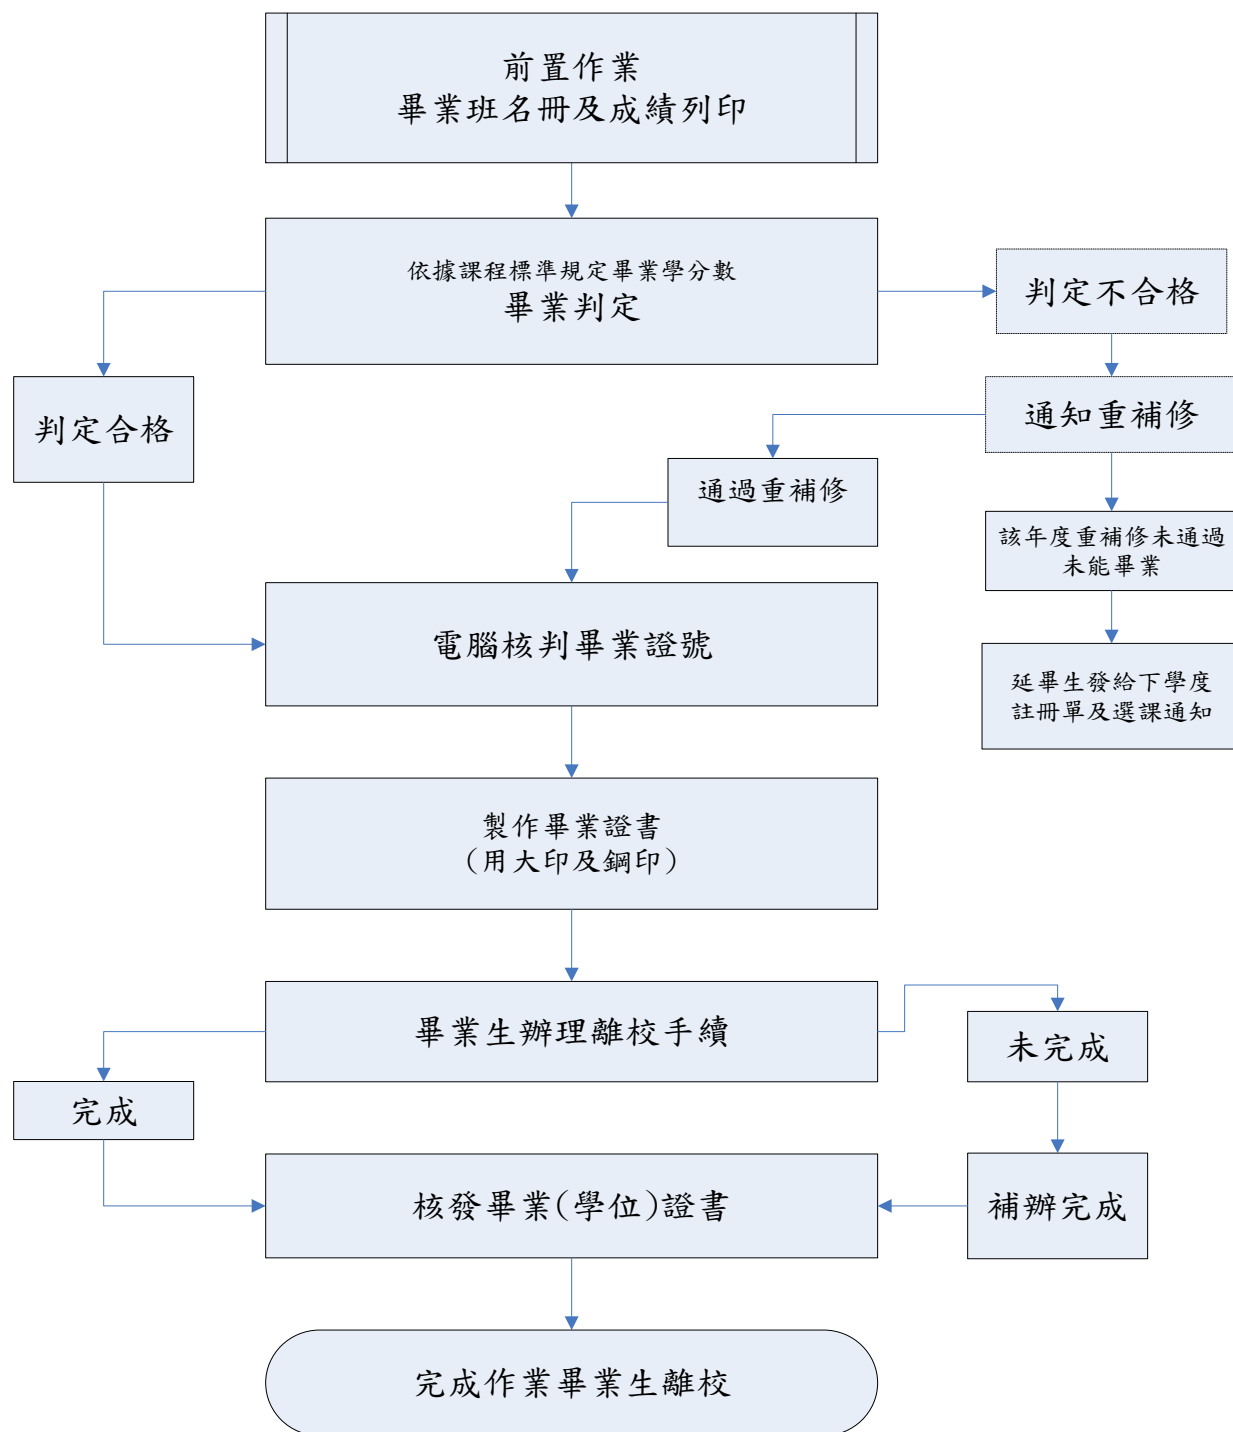 前置作業
畢業班名冊及成績列印
依據課程標準規定畢業學分數
畢業判定
判定不合格
判定合格
通知重補修
通過重補修
該年度重補修未通過
未能畢業
電腦核判畢業證號
延畢生發給下學度
註冊單及選課通知
製作畢業證書
(用大印及鋼印)
畢業生辦理離校手續
未完成
完成
核發畢業(學位)證書
補辦完成
完成作業畢業生離校